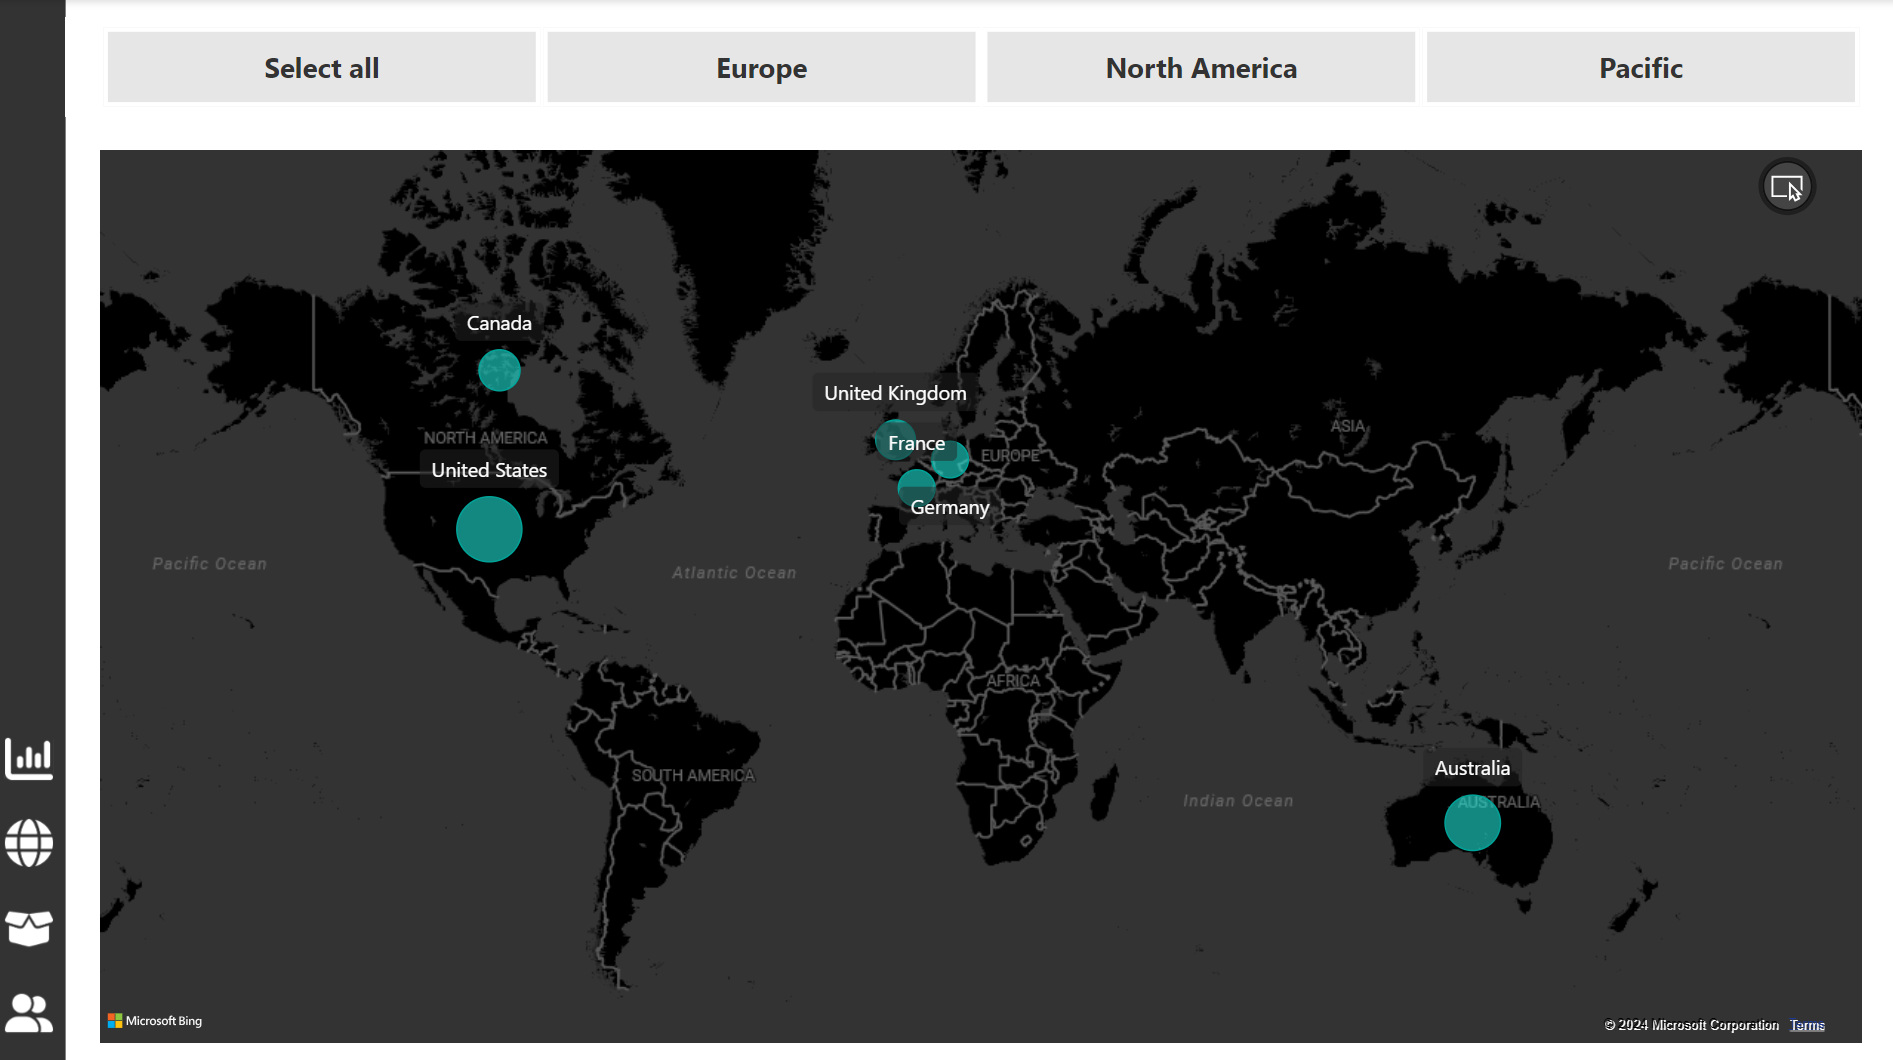 Select all
Europe
North America
Pacific
Canada
United Kingdom
NORTH AMERICA
France
EUROPE
ASIA
United States
Germany
Pacific Ocean
Atlantic Ocean
Pacific Ocean
AFRICA
SOUTH AMERICA
Australia
Indian Ocean
AUSTRALIA
Microsoft Bing
© 2024 Microsoft Corporation Terms